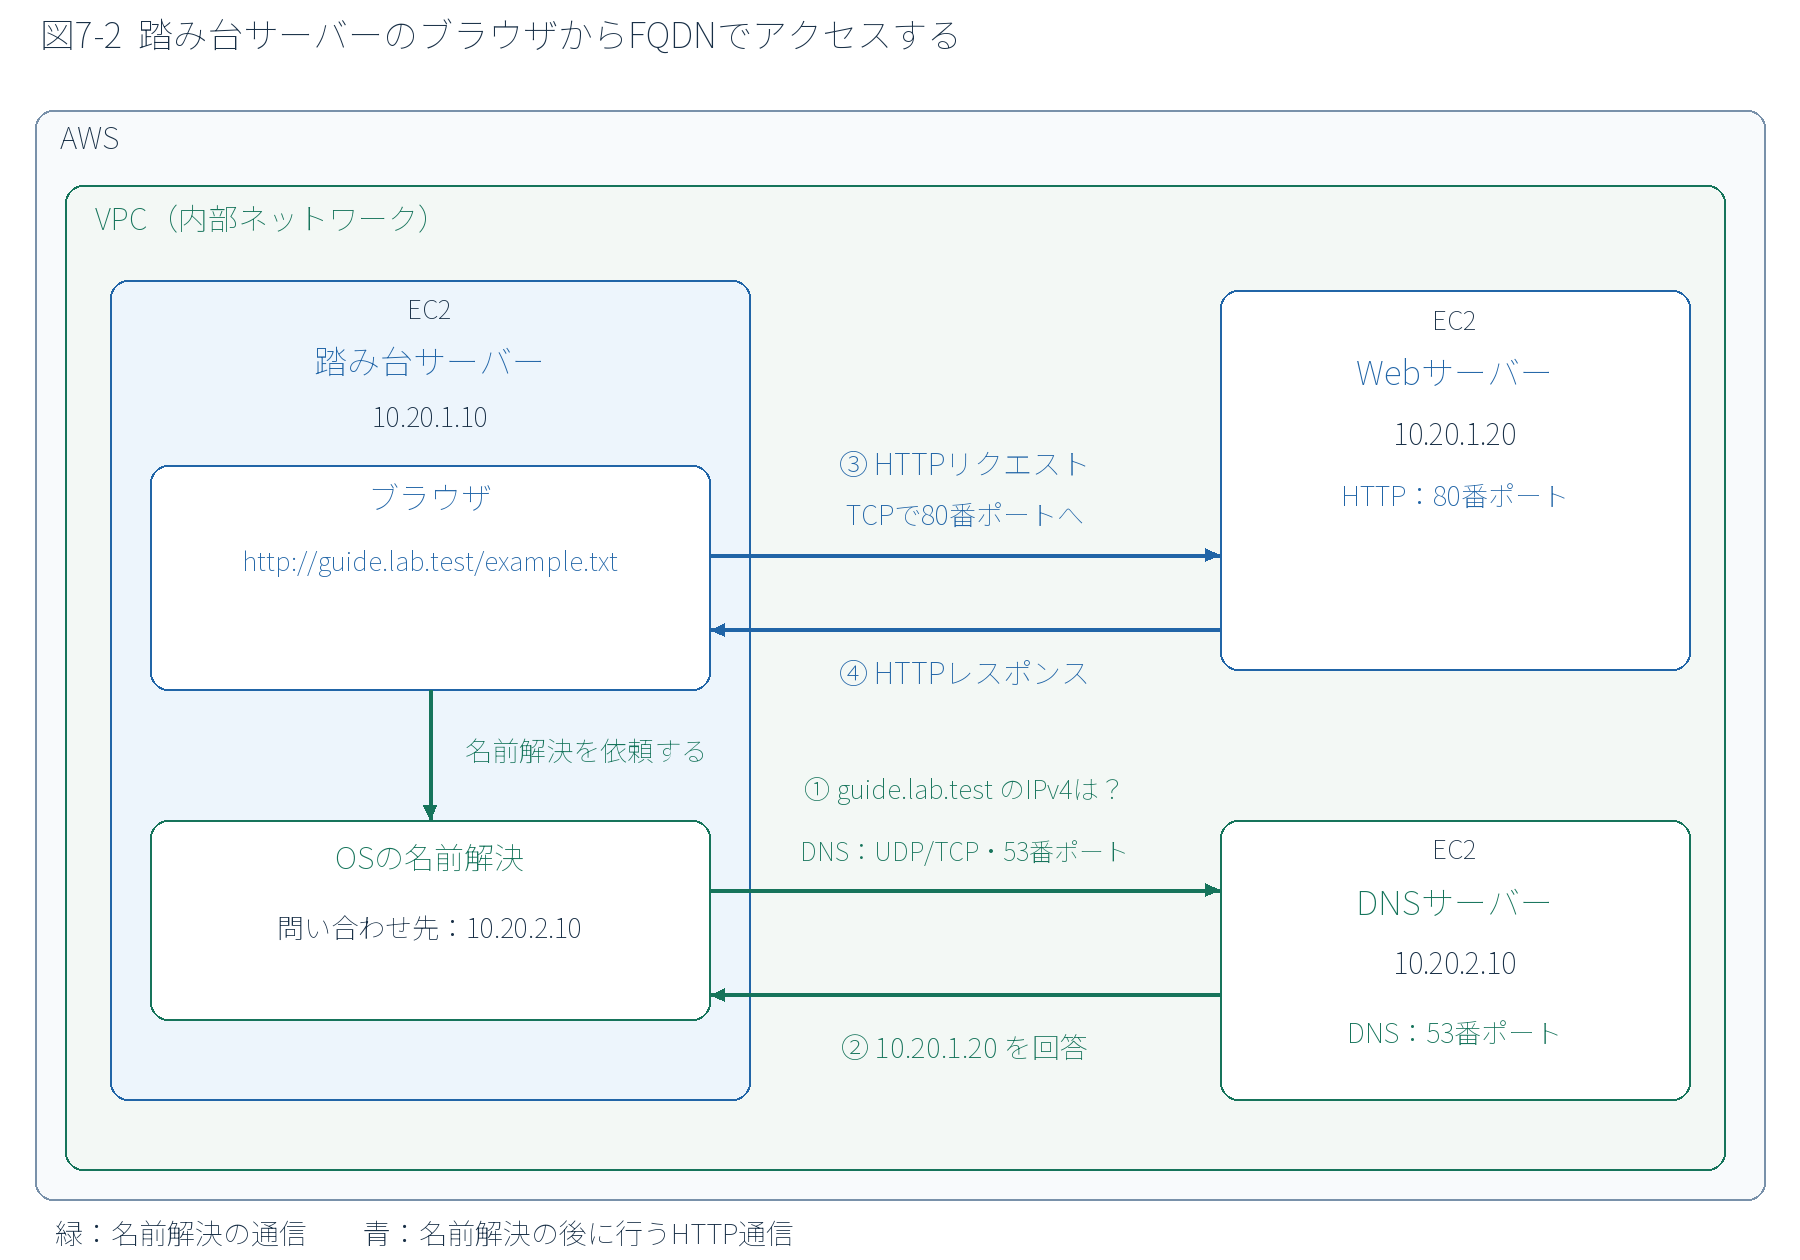 図7-2 踏み台サーバーのブラウザからFQDNでアクセスする
AWS
VPC（内部ネットワーク）
EC2
踏み台サーバー
10.20.1.10
ブラウザ
http://guide.lab.test/example.txt
名前解決を依頼する
OSの名前解決
問い合わせ先：10.20.2.10
③ HTTPリクエスト
TCPで80番ポートへ
④ HTTPレスポンス
① guide.lab.test のIPv4は？
DNS：UDP/TCP・53番ポート
② 10.20.1.20 を回答
EC2
Webサーバー
10.20.1.20
HTTP：80番ポート
EC2
DNSサーバー
10.20.2.10
DNS：53番ポート
緑：名前解決の通信　　青：名前解決の後に行うHTTP通信